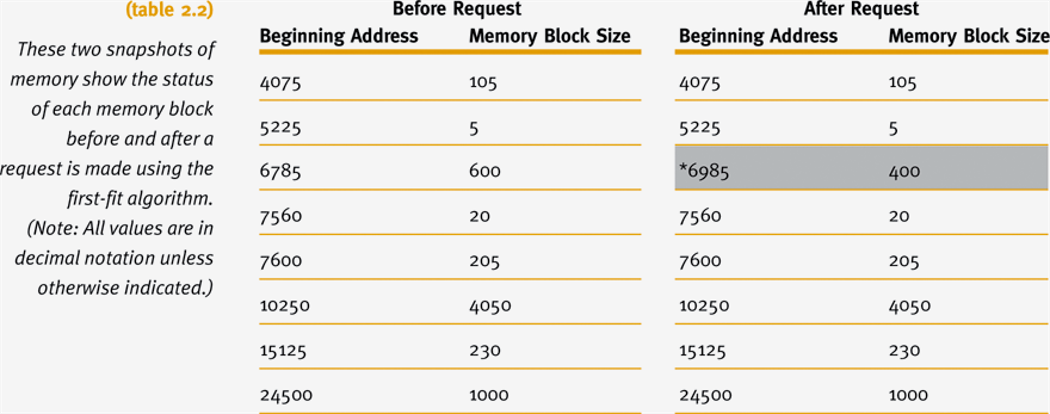 (table 2.2)
These two snapshots of
memory show the status
of each memory block
before and after a
request is made using the
first-fit algorithm.
(Note: All values are in
decimal notation unless
otherwise indicated.)
Before Request After Request
Beginning Address Memory Block Size Beginning Address Memory Block Size
4075 105 4075 105
5225 5 5225 5
6785 600 *6985 400
7560 20 7560 20
7600 205 7600 205
10250 4050 10250 4050
15125 230 15125 230
24500 1000 24500 1000